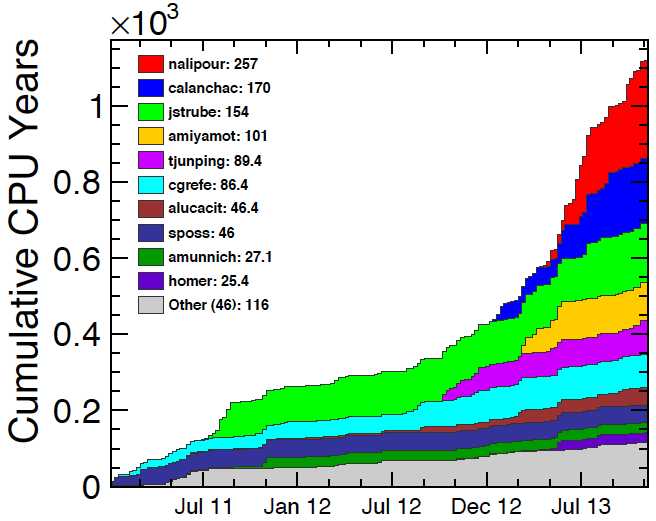 ×10³
Cumulative CPU Years
1
0.8
0.6
0.4
0.2
0
nalipour: 257
calanchac: 170
jstrube: 154
amiyamot: 101
tjunping: 89.4
cgrefe: 86.4
alucacit: 46.4
sposs: 46
amunnich: 27.1
homer: 25.4
Other (46): 116
Jul 11 Jan 12 Jul 12 Dec 12 Jul 13